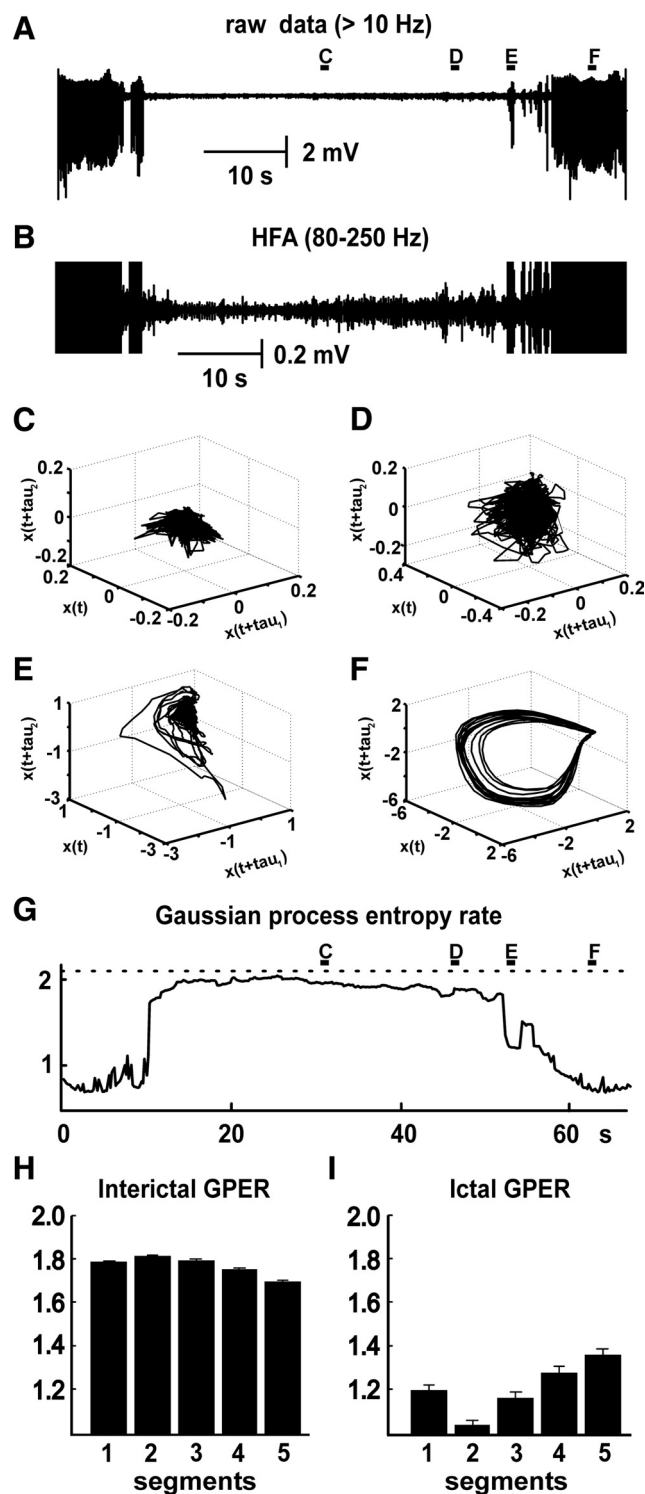 A
raw data (> 10 Hz)
C D E F
2 mV
10 s
B
HFA (80-250 Hz)
0.2 mV
10 s
C
0.2
0
-0.2
x(t+tau2)
0.2
0
-0.2
x(t)
-0.2
0
0.2
x(t+tau1)
D
0.2
0
-0.2
x(t+tau2)
0.4
0
-0.4
x(t)
-0.2
0
0.2
x(t+tau1)
E
1
-1
-3
x(t+tau2)
1
-1
-3
x(t)
-3
-1
1
x(t+tau1)
F
2
-2
-6
x(t+tau2)
-6
-2
2
x(t)
-6
-2
2
x(t+tau1)
G
Gaussian process entropy rate
C D E F
2
1
0 20 40 60 s
H
Interictal GPER
2.0
1.8
1.6
1.4
1.2
1 2 3 4 5
segments
I
Ictal GPER
2.0
1.8
1.6
1.4
1.2
1 2 3 4 5
segments